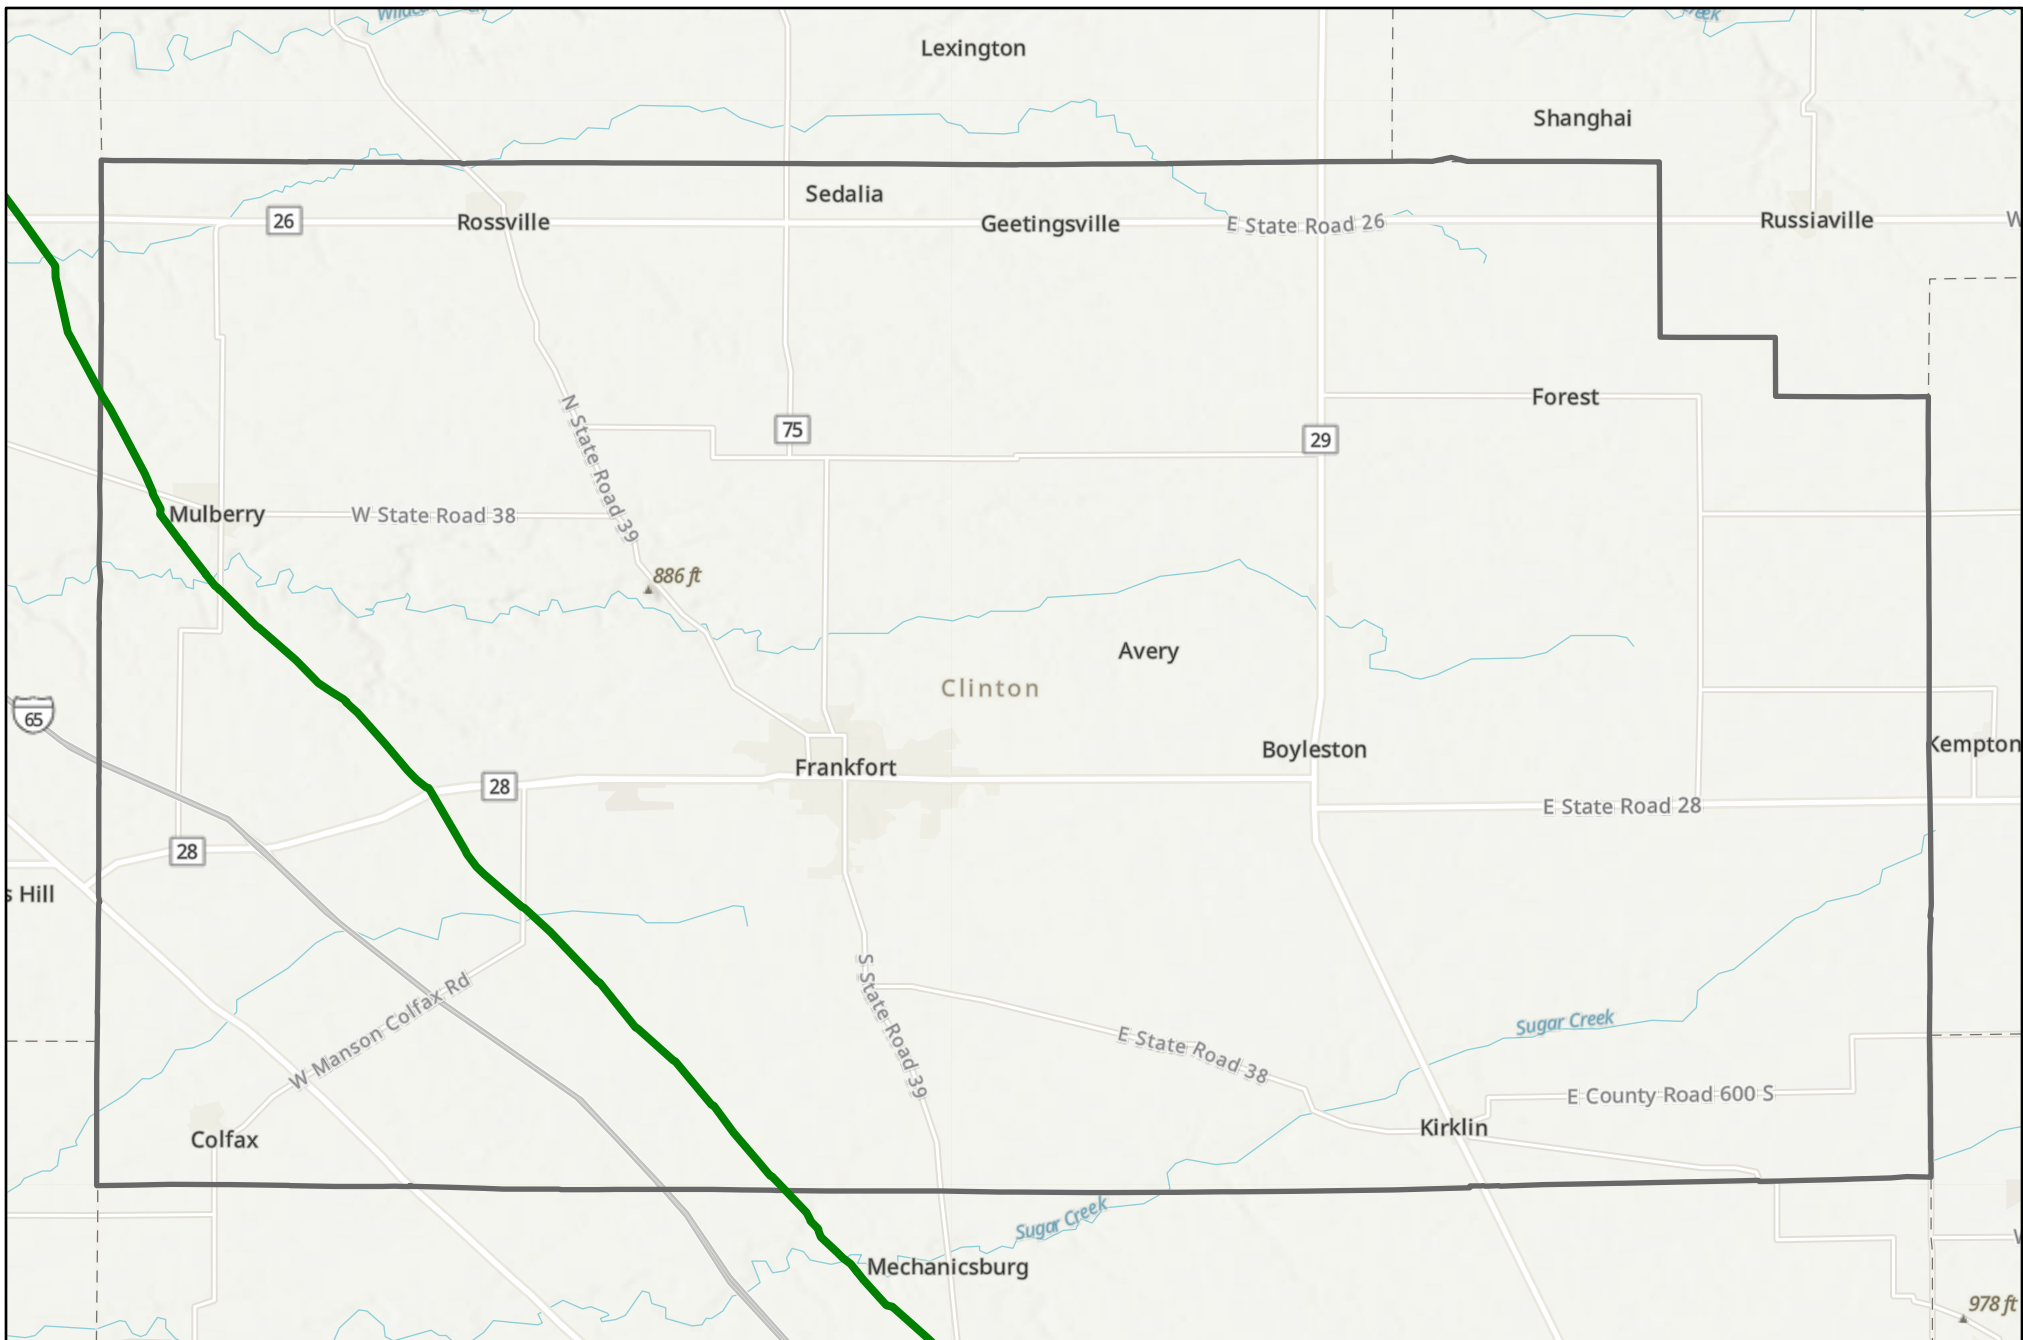 Lexington
Shanghai
Sedalia
26
Rossville
Geetingsville
E State Road 26
Russiaville
W
N State Road 39
75
29
Forest
Mulberry
W State Road 38
886 ft
Avery
Clinton
65
Boyleston
Kempton
Frankfort
28
E State Road 28
28
s Hill
S State Road 39
W Manson Colfax Rd
Sugar Creek
E State Road 38
E County Road 600 S
Kirklin
Colfax
Sugar Creek
Mechanicsburg
978 ft